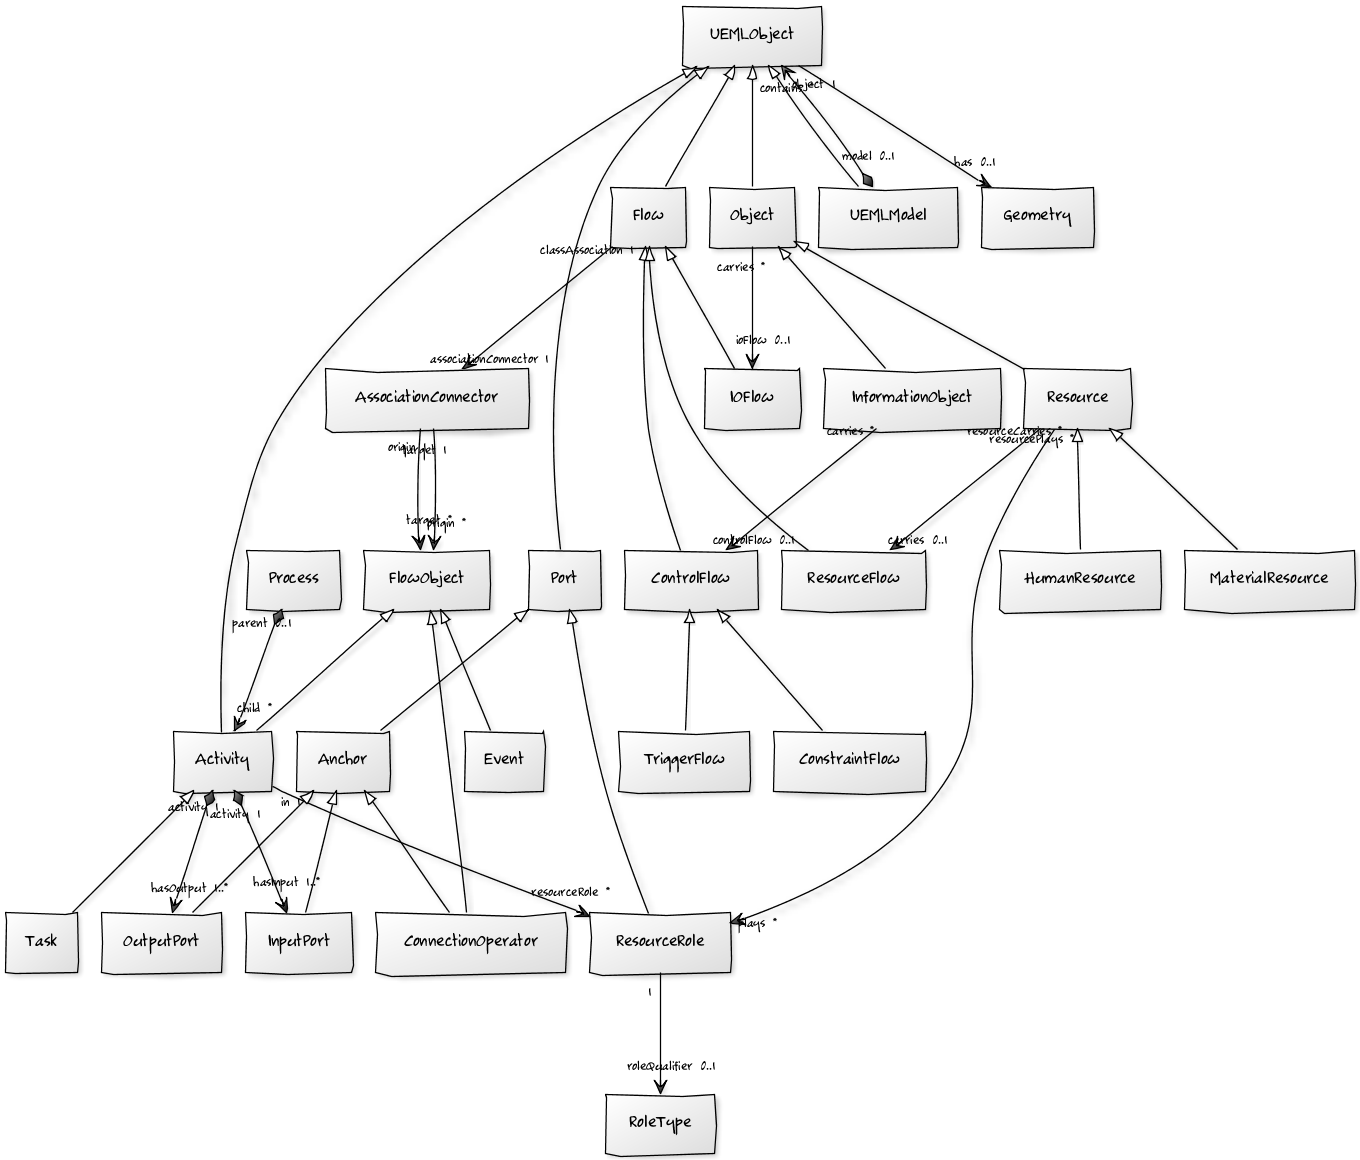 UEMLObject
contains
object 1
model 0..1
has 0..1
Flow
Object
UEMLModel
Geometry
classAssociation 1
carries *
ioFlow 0..1
associationConnector 1
AssociationConnector
IOFlow
InformationObject
Resource
carries *
resourceCarries *
resourcePlays *
origin
target 1
target *
origin *
controlFlow 0..1
carries 0..1
Process
FlowObject
Port
ControlFlow
ResourceFlow
HumanResource
MaterialResource
parent 0..1
child *
Activity
Anchor
Event
TriggerFlow
ConstraintFlow
activity 1
activity 1
in 1
hasOutput 1..*
hasInput 1..*
resourceRole *
plays *
Task
OutputPort
InputPort
ConnectionOperator
ResourceRole
1
roleQualifier 0..1
RoleType